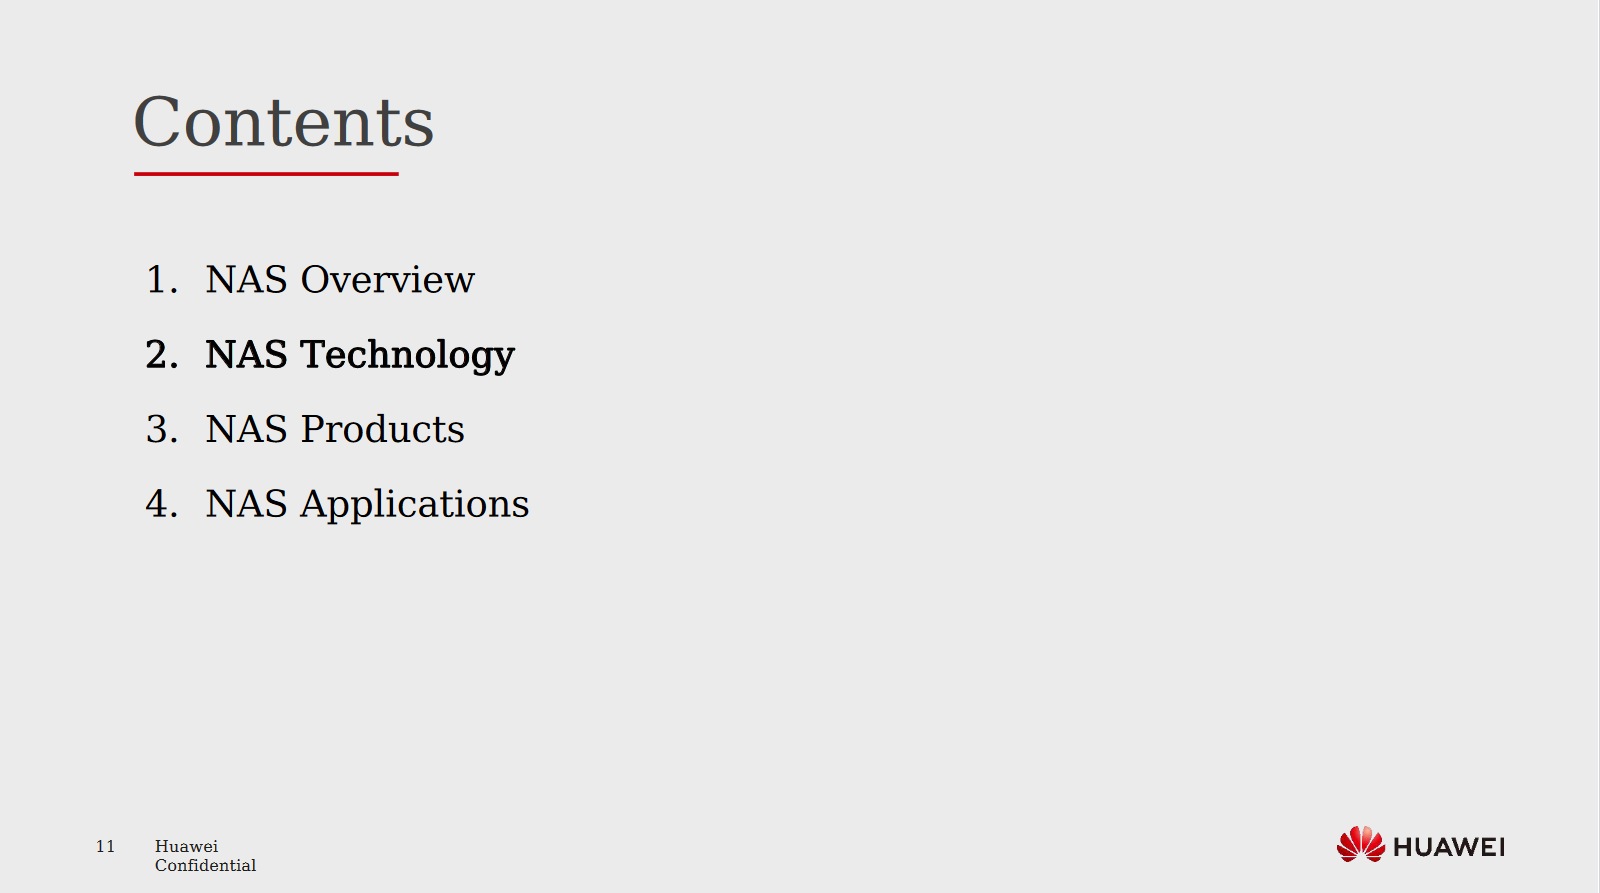 Contents
1. NAS Overview
2. NAS Technology
3. NAS Products
4. NAS Applications
11
Huawei
Confidential
HUAWEI